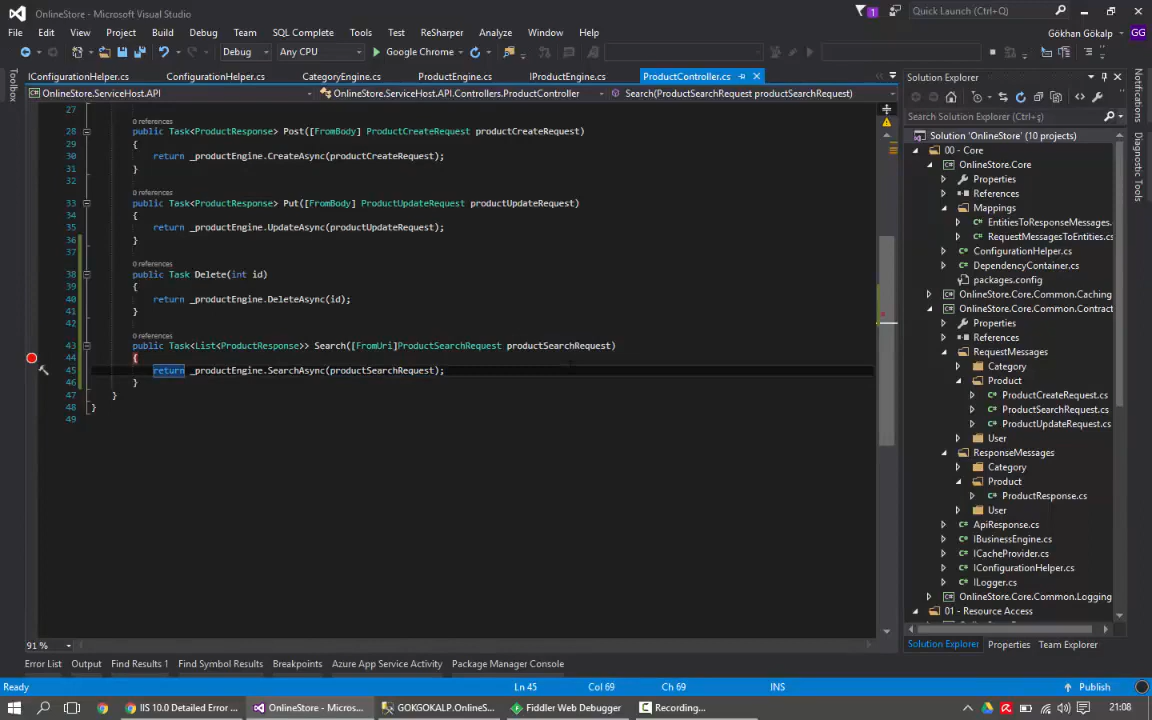 OnlineStore - Microsoft Visual Studio
1
Quick Launch (Ctrl+Q)
File Edit View Project Build Debug Team SQL Complete Tools Test ReSharper Analyze Window Help
Gökhan Gökalp GG
Debug Any CPU Google Chrome
IConfigurationHelper.cs ConfigurationHelper.cs CategoryEngine.cs ProductEngine.cs IProductEngine.cs ProductController.cs
OnlineStore.ServiceHost.API OnlineStore.ServiceHost.API.Controllers.ProductController Search(ProductSearchRequest productSearchRequest)
27
0 references
28 public Task<ProductResponse> Post([FromBody] ProductCreateRequest productCreateRequest)
29 {
30 return _productEngine.CreateAsync(productCreateRequest);
31 }
32
0 references
33 public Task<ProductResponse> Put([FromBody] ProductUpdateRequest productUpdateRequest)
34 {
35 return _productEngine.UpdateAsync(productUpdateRequest);
36 }
37
0 references
38 public Task Delete(int id)
39 {
40 return _productEngine.DeleteAsync(id);
41 }
42
0 references
43 public Task<List<ProductResponse>> Search([FromUri]ProductSearchRequest productSearchRequest)
44 {
45 return _productEngine.SearchAsync(productSearchRequest);
46 }
47 }
48 }
49
91 %
Toolbox
Solution Explorer
Search Solution Explorer (Ctrl+ş)
Solution 'OnlineStore' (10 projects)
00 - Core
OnlineStore.Core
Properties
References
Mappings
EntitiesToResponseMessages.
RequestMessagesToEntities.cs
ConfigurationHelper.cs
DependencyContainer.cs
packages.config
OnlineStore.Core.Common.Caching
OnlineStore.Core.Common.Contract
Properties
References
RequestMessages
Category
Product
ProductCreateRequest.cs
ProductSearchRequest.cs
ProductUpdateRequest.cs
User
ResponseMessages
Category
Product
ProductResponse.cs
User
ApiResponse.cs
IBusinessEngine.cs
ICacheProvider.cs
IConfigurationHelper.cs
ILogger.cs
OnlineStore.Core.Common.Logging
01 - Resource Access
Solution Explorer Properties Team Explorer
Notifications
Diagnostic Tools
Error List Output Find Results 1 Find Symbol Results Breakpoints Azure App Service Activity Package Manager Console
Ready Ln 45 Col 69 Ch 69 INS Publish
IIS 10.0 Detailed Error ... OnlineStore - Micros... GOKGOKALP.OnlineS... Fiddler Web Debugger Recording... 21:08